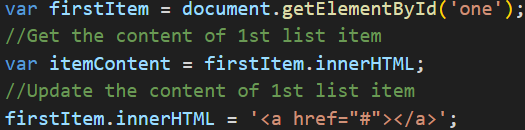 var firstItem = document.getElementById('one');
//Get the content of 1st list item
var itemContent = firstItem.innerHTML;
//Update the content of 1st list item
firstItem.innerHTML = '<a href="#"></a>';